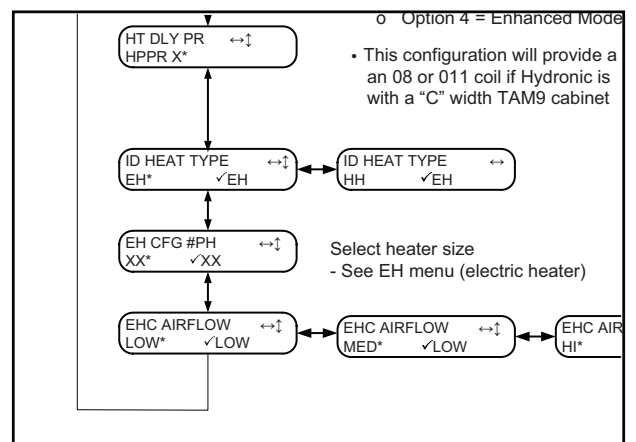 o Option 4 = Enhanced Mode
HT DLY PR ↔↕
HPPR X*
• This configuration will provide a
an 08 or 011 coil if Hydronic is
with a “C” width TAM9 cabinet
ID HEAT TYPE ↔↕
EH* ✓EH
ID HEAT TYPE ↔
HH ✓EH
EH CFG #PH ↔↕
XX* ✓XX
Select heater size
- See EH menu (electric heater)
EHC AIRFLOW ↔↕
LOW* ✓LOW
EHC AIRFLOW ↔↕
MED* ✓LOW
EHC AIR
HI*